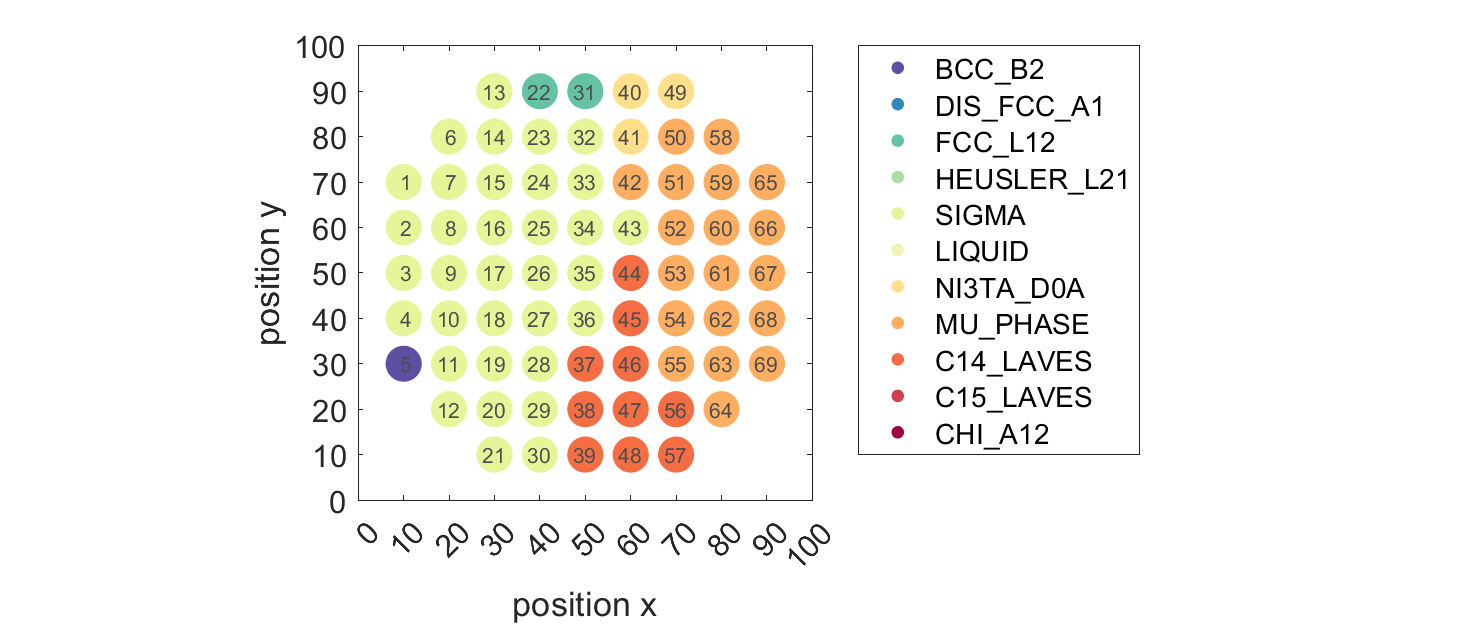 100
90 13 22 31 40 49
80 6 14 23 32 41 50 58
70 1 7 15 24 33 42 51 59 65
60 2 8 16 25 34 43 52 60 66
50 3 9 17 26 35 44 53 61 67
40 4 10 18 27 36 45 54 62 68
30 5 11 19 28 37 46 55 63 69
20 12 20 29 38 47 56 64
10 21 30 39 48 57
0
0 10 20 30 40 50 60 70 80 90 100
position x
position y
BCC_B2
DIS_FCC_A1
FCC_L12
HEUSLER_L21
SIGMA
LIQUID
NI3TA_D0A
MU_PHASE
C14_LAVES
C15_LAVES
CHI_A12